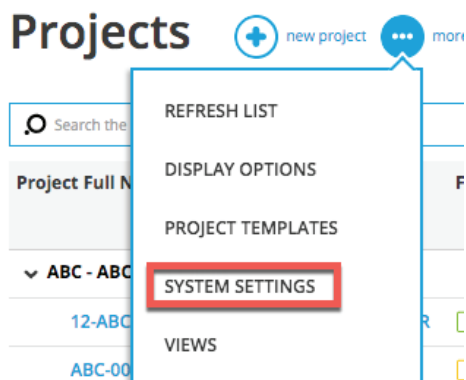 Projects
new project
more
REFRESH LIST
Search the
DISPLAY OPTIONS
Project Full N
F
PROJECT TEMPLATES
ABC - ABC
SYSTEM SETTINGS
12-ABC
R
VIEWS
ABC-00